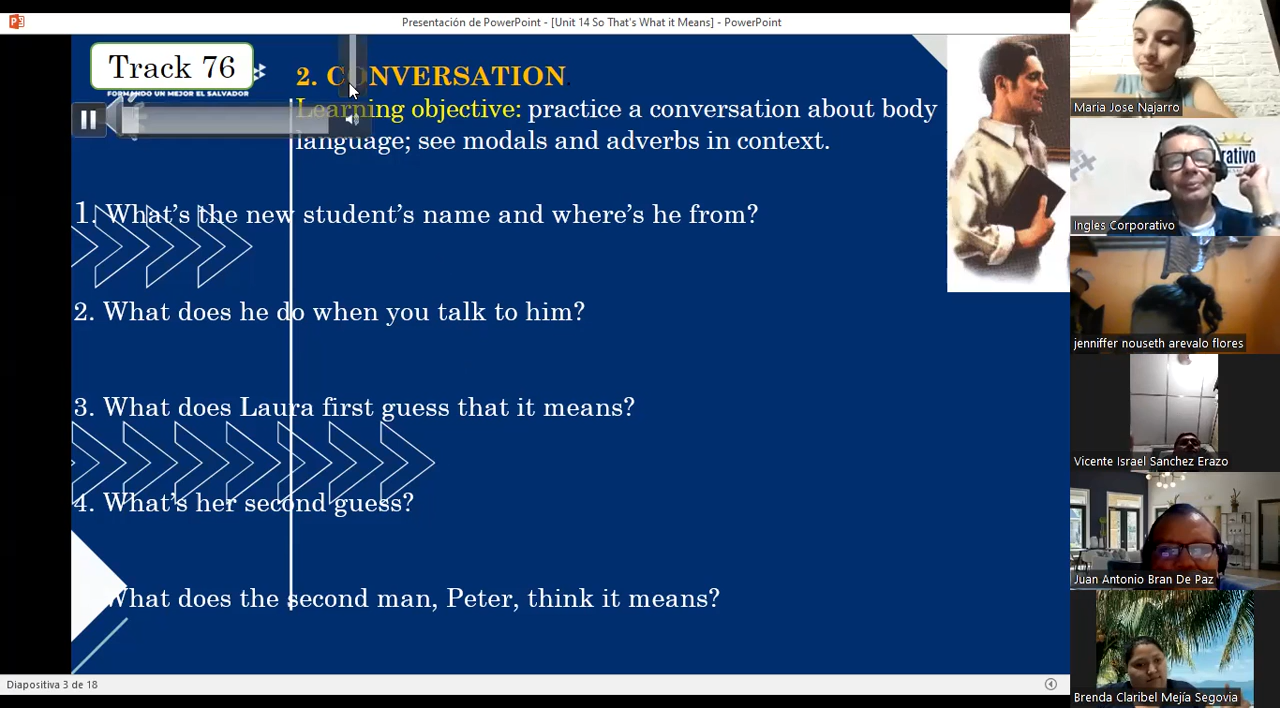 Presentación de PowerPoint - [Unit 14 So That's What it Means] - PowerPoint
Track 76
FORMANDO UN MEJOR EL SALVADOR
2. CONVERSATION
Learning objective: practice a conversation about body
language; see modals and adverbs in context.
1. What's the new student's name and where's he from?
2. What does he do when you talk to him?
3. What does Laura first guess that it means?
4. What's her second guess?
What does the second man, Peter, think it means?
Diapositiva 3 de 18
Maria Jose Najarro
rativo
Ingles Corporativo
jenniffer nouseth arevalo flores
Vicente Israel Sanchez Erazo
Juan Antonio Bran De Paz
Brenda Claribel Mejía Segovia